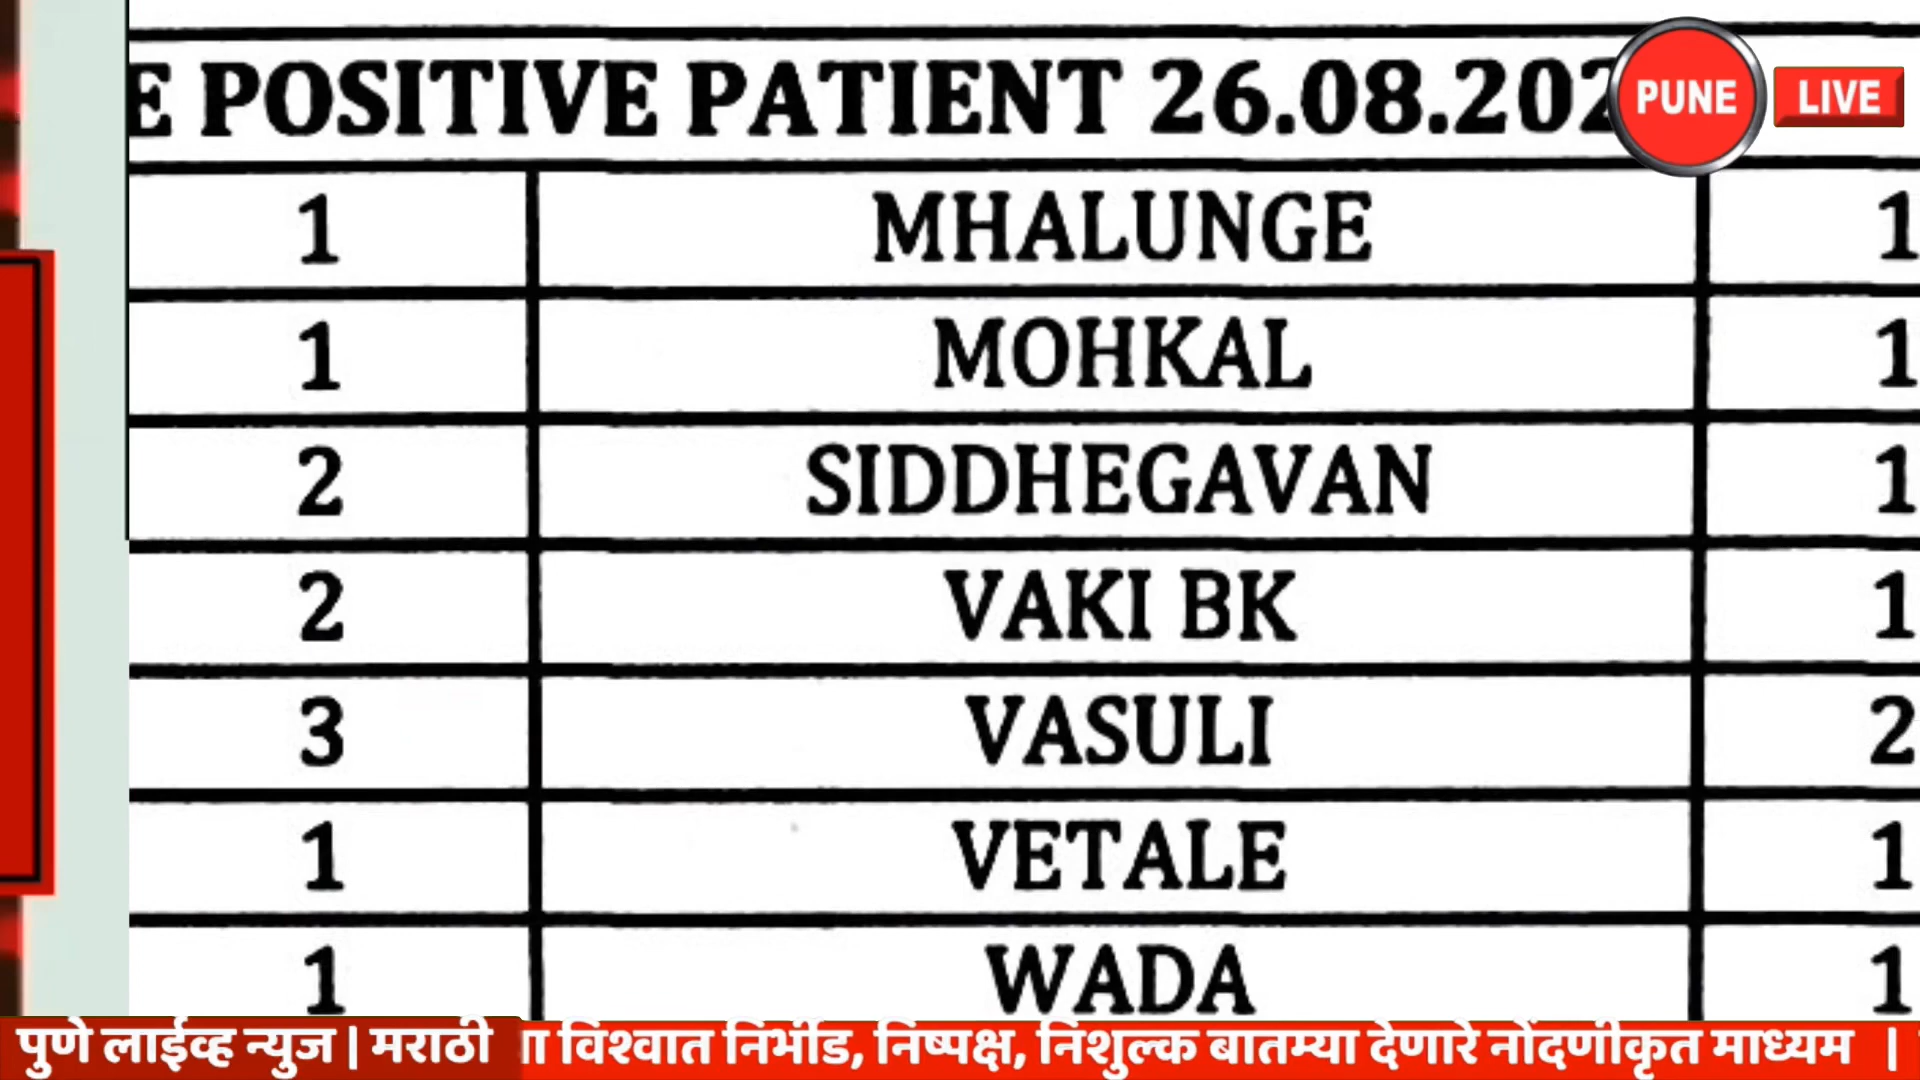 E POSITIVE PATIENT 26.08.202
PUNE LIVE
1 MHALUNGE 1
1 MOHKAL 1
2 SIDDHEGAVAN 1
2 VAKI BK 1
3 VASULI 2
1 VETALE 1
1 WADA 1
पुणे लाईव्ह न्युज | मराठी विश्वात निर्भीड, निष्पक्ष, निशुल्क बातम्या देणारे नोंदणीकृत माध्यम |